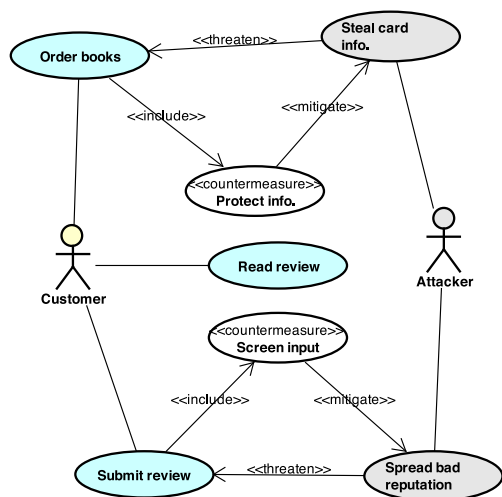 Steal card
info.
<<threaten>>
Order books
<<include>>
<<mitigate>>
<<countermeasure>>
Protect info.
Read review
Customer
Attacker
<<countermeasure>>
Screen input
<<include>>
<<mitigate>>
Submit review
<<threaten>>
Spread bad
reputation